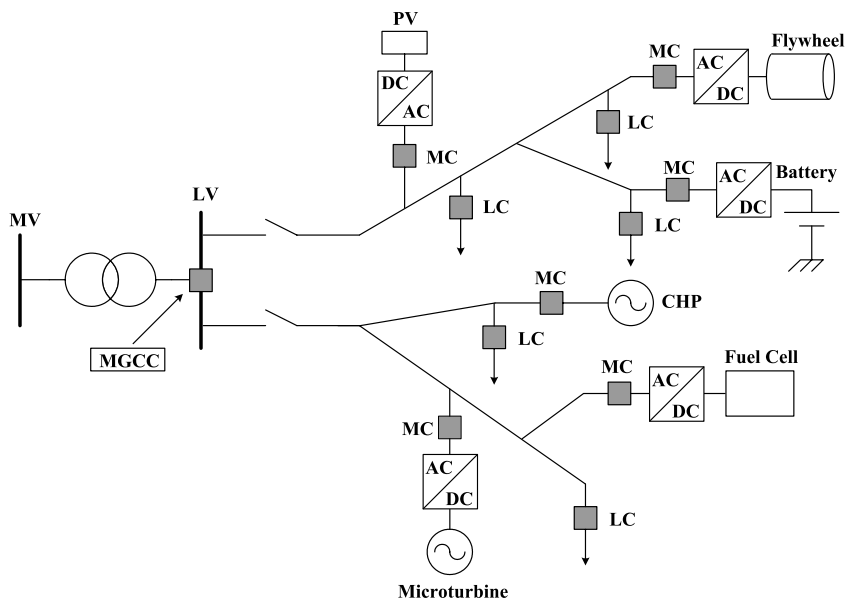 PV
DC
AC
MC
MC
AC
DC
Flywheel
LC
LC
MC
AC
DC
Battery
LC
MV
LV
MGCC
MC
CHP
LC
MC
AC
DC
Fuel Cell
MC
AC
DC
Microturbine
LC